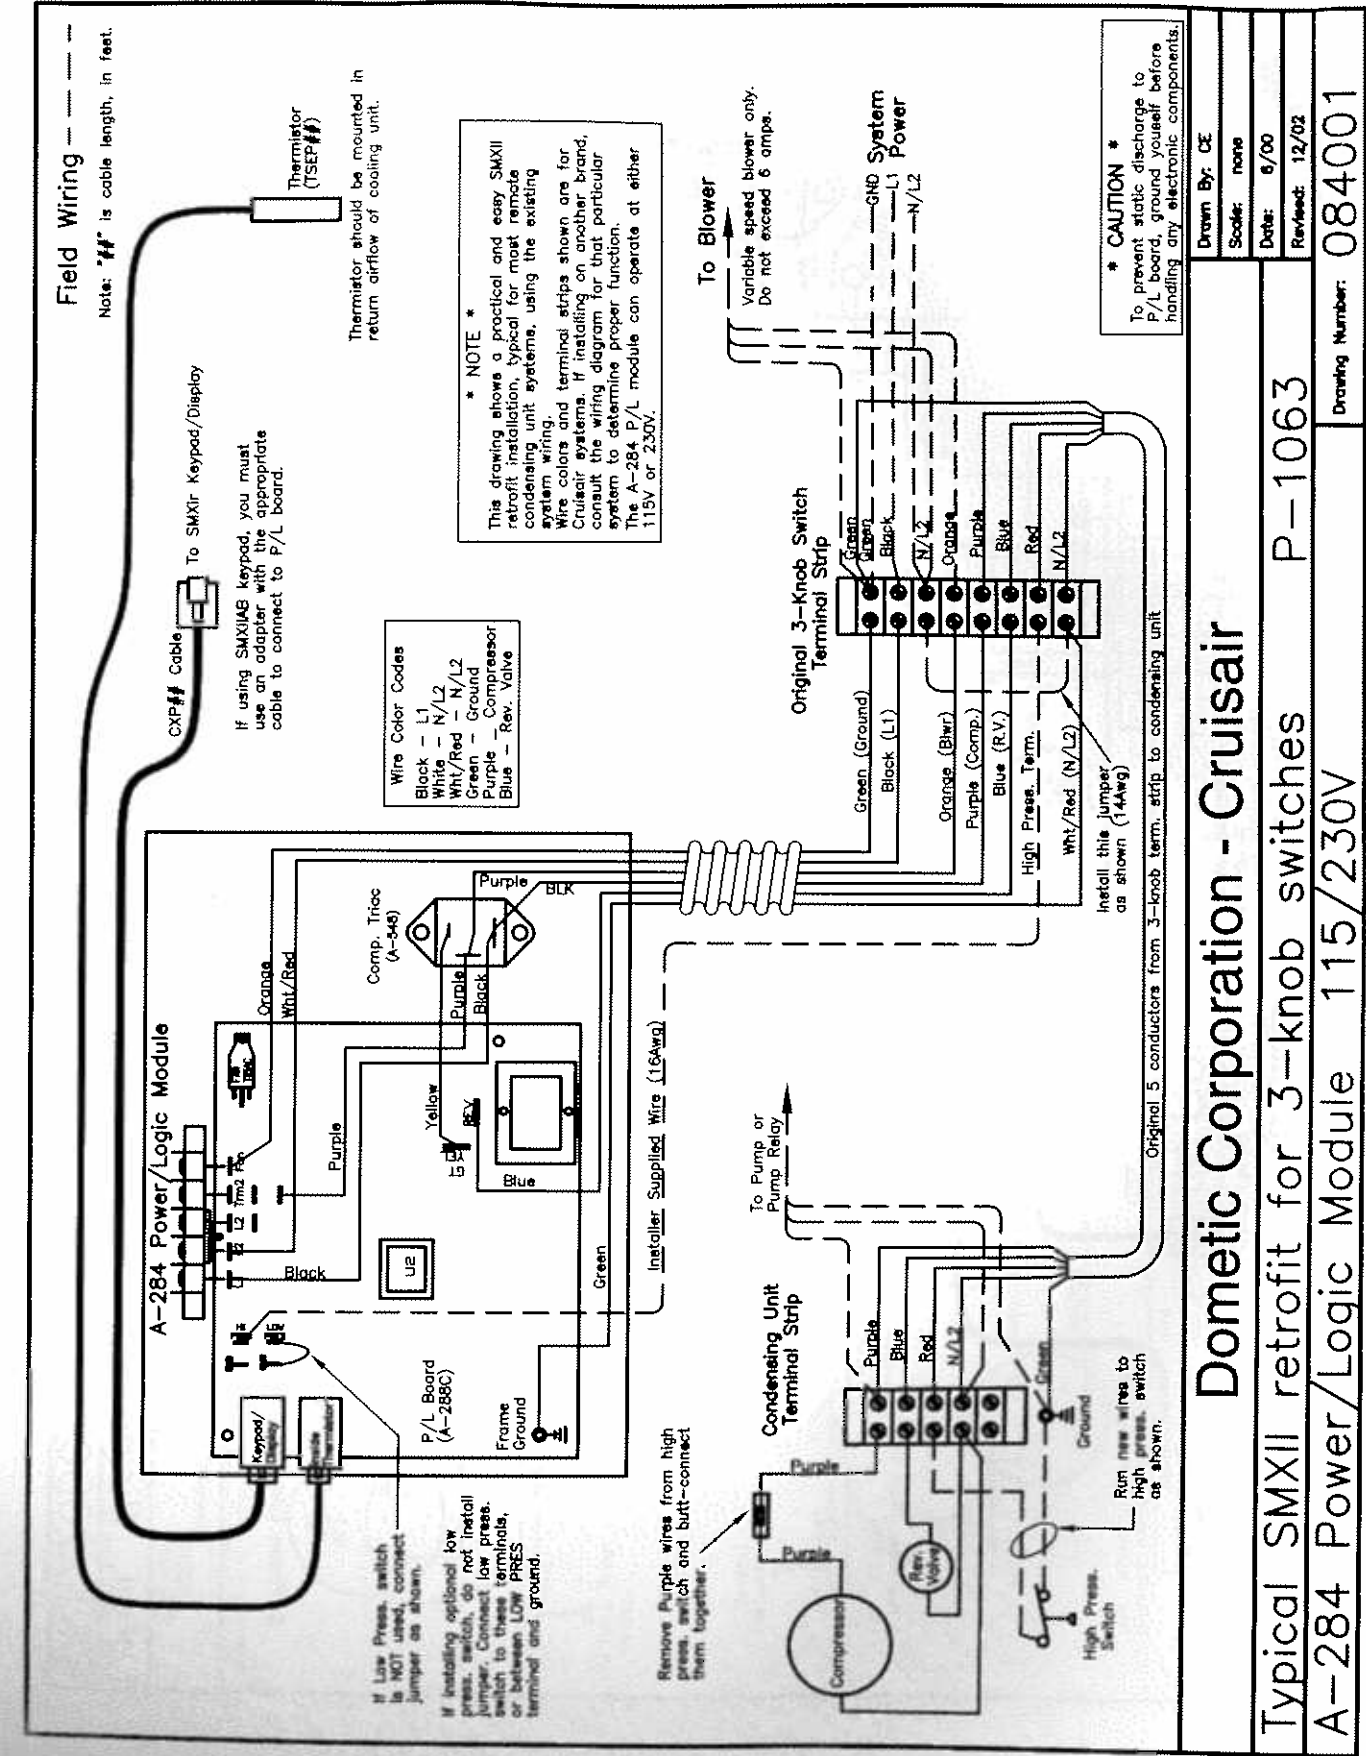 Field Wiring
Note: "##" is cable length, in feet.
Thermistor
(TSEP##)
Thermistor should be mounted in
return airflow of cooling unit.
CXP## Cable
To SMXir Keypad/Display
If using SMXIIAB keypad, you must
use an adapter with the appropriate
cable to connect to P/L board.
* NOTE *
This drawing shows a practical and easy SMXII
retrofit installation, typical for most remote
condensing unit systems, using the existing
system wiring.
Wire colors and terminal strips shown are for
Cruisair systems. If installing on another brand,
consult the wiring diagram for that particular
system to determine proper function.
The A-284 P/L module can operate at either
115V or 230V.
Wire Color Codes
Black - L1
White - N/L2
Wht/Red - N/L2
Green - Ground
Purple - Compressor
Blue - Rev. Valve
A-284 Power/Logic Module
Orange
Wht/Red
Comp. Triac
(A-548)
Purple
BLK
Purple
Black
Fan
Trm2
L2
L2
L1
Purple
Yellow
REV
GT
YEL
Blue
Black
U2
Green
Keypad/
Display
Inside
Thermistor
P/L Board
(A-288C)
Frame
Ground
Installer Supplied Wire (16Awg)
If Low Press. switch
is NOT used, connect
jumper as shown.
If installing optional low
press. switch, do not install
jumper. Connect low press.
switch to these terminals,
or between LOW PRES
terminal and ground.
To Blower
Variable speed blower only.
Do not exceed 6 amps.
GND
L1
N/L2
System
Power
Original 3-Knob Switch
Terminal Strip
Green
Green
Black
N/L2
Orange
Purple
Blue
Red
N/L2
Green (Ground)
Black (L1)
Orange (Blwr)
Purple (Comp.)
Blue (R.V.)
High Press. Term.
Wht/Red (N/L2)
Install this jumper
as shown (14Awg)
Original 5 conductors from 3-knob term. strip to condensing unit
To Pump or
Pump Relay
Condensing Unit
Terminal Strip
Purple
Blue
Red
N/L2
Green
Ground
Remove Purple wires from high
press. switch and butt-connect
them together.
Purple
Purple
Compressor
Rev.
Valve
High Press.
Switch
Run new wires to
high press. switch
as shown.
* CAUTION *
To prevent static discharge to
P/L board, ground youself before
handling any electronic components.
Dometic Corporation - Cruisair
Drawn By: CE
Scale: none
Date: 6/00
Revised: 12/02
Typical SMXII retrofit for 3-knob switches P-1063
A-284 Power/Logic Module 115/230V
Drawing Number: 084001